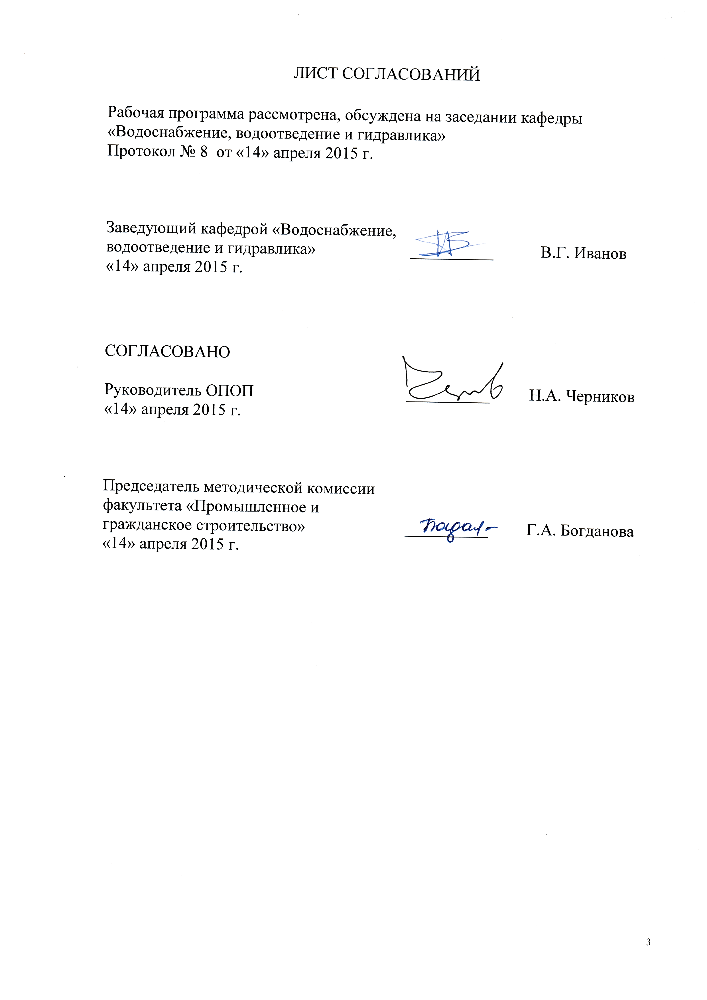 ЛИСТ СОГЛАСОВАНИЙ
Рабочая программа рассмотрена, обсуждена на заседании кафедры
«Водоснабжение, водоотведение и гидравлика»
Протокол № 8 от «14» апреля 2015 г.
Заведующий кафедрой «Водоснабжение,
водоотведение и гидравлика» В.Г. Иванов
«14» апреля 2015 г.
СОГЛАСОВАНО
Руководитель ОПОП Н.А. Черников
«14» апреля 2015 г.
Председатель методической комиссии
факультета «Промышленное и
гражданское строительство» Г.А. Богданова
«14» апреля 2015 г.
3